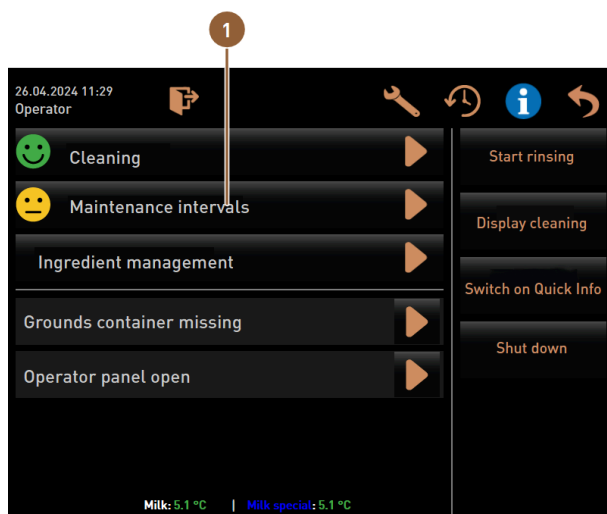 1
26.04.2024 11:29
Operator
i
Cleaning
Maintenance intervals
Ingredient management
Grounds container missing
Operator panel open
Start rinsing
Display cleaning
Switch on Quick Info
Shut down
Milk: 5.1 °C | Milk special: 5.1 °C